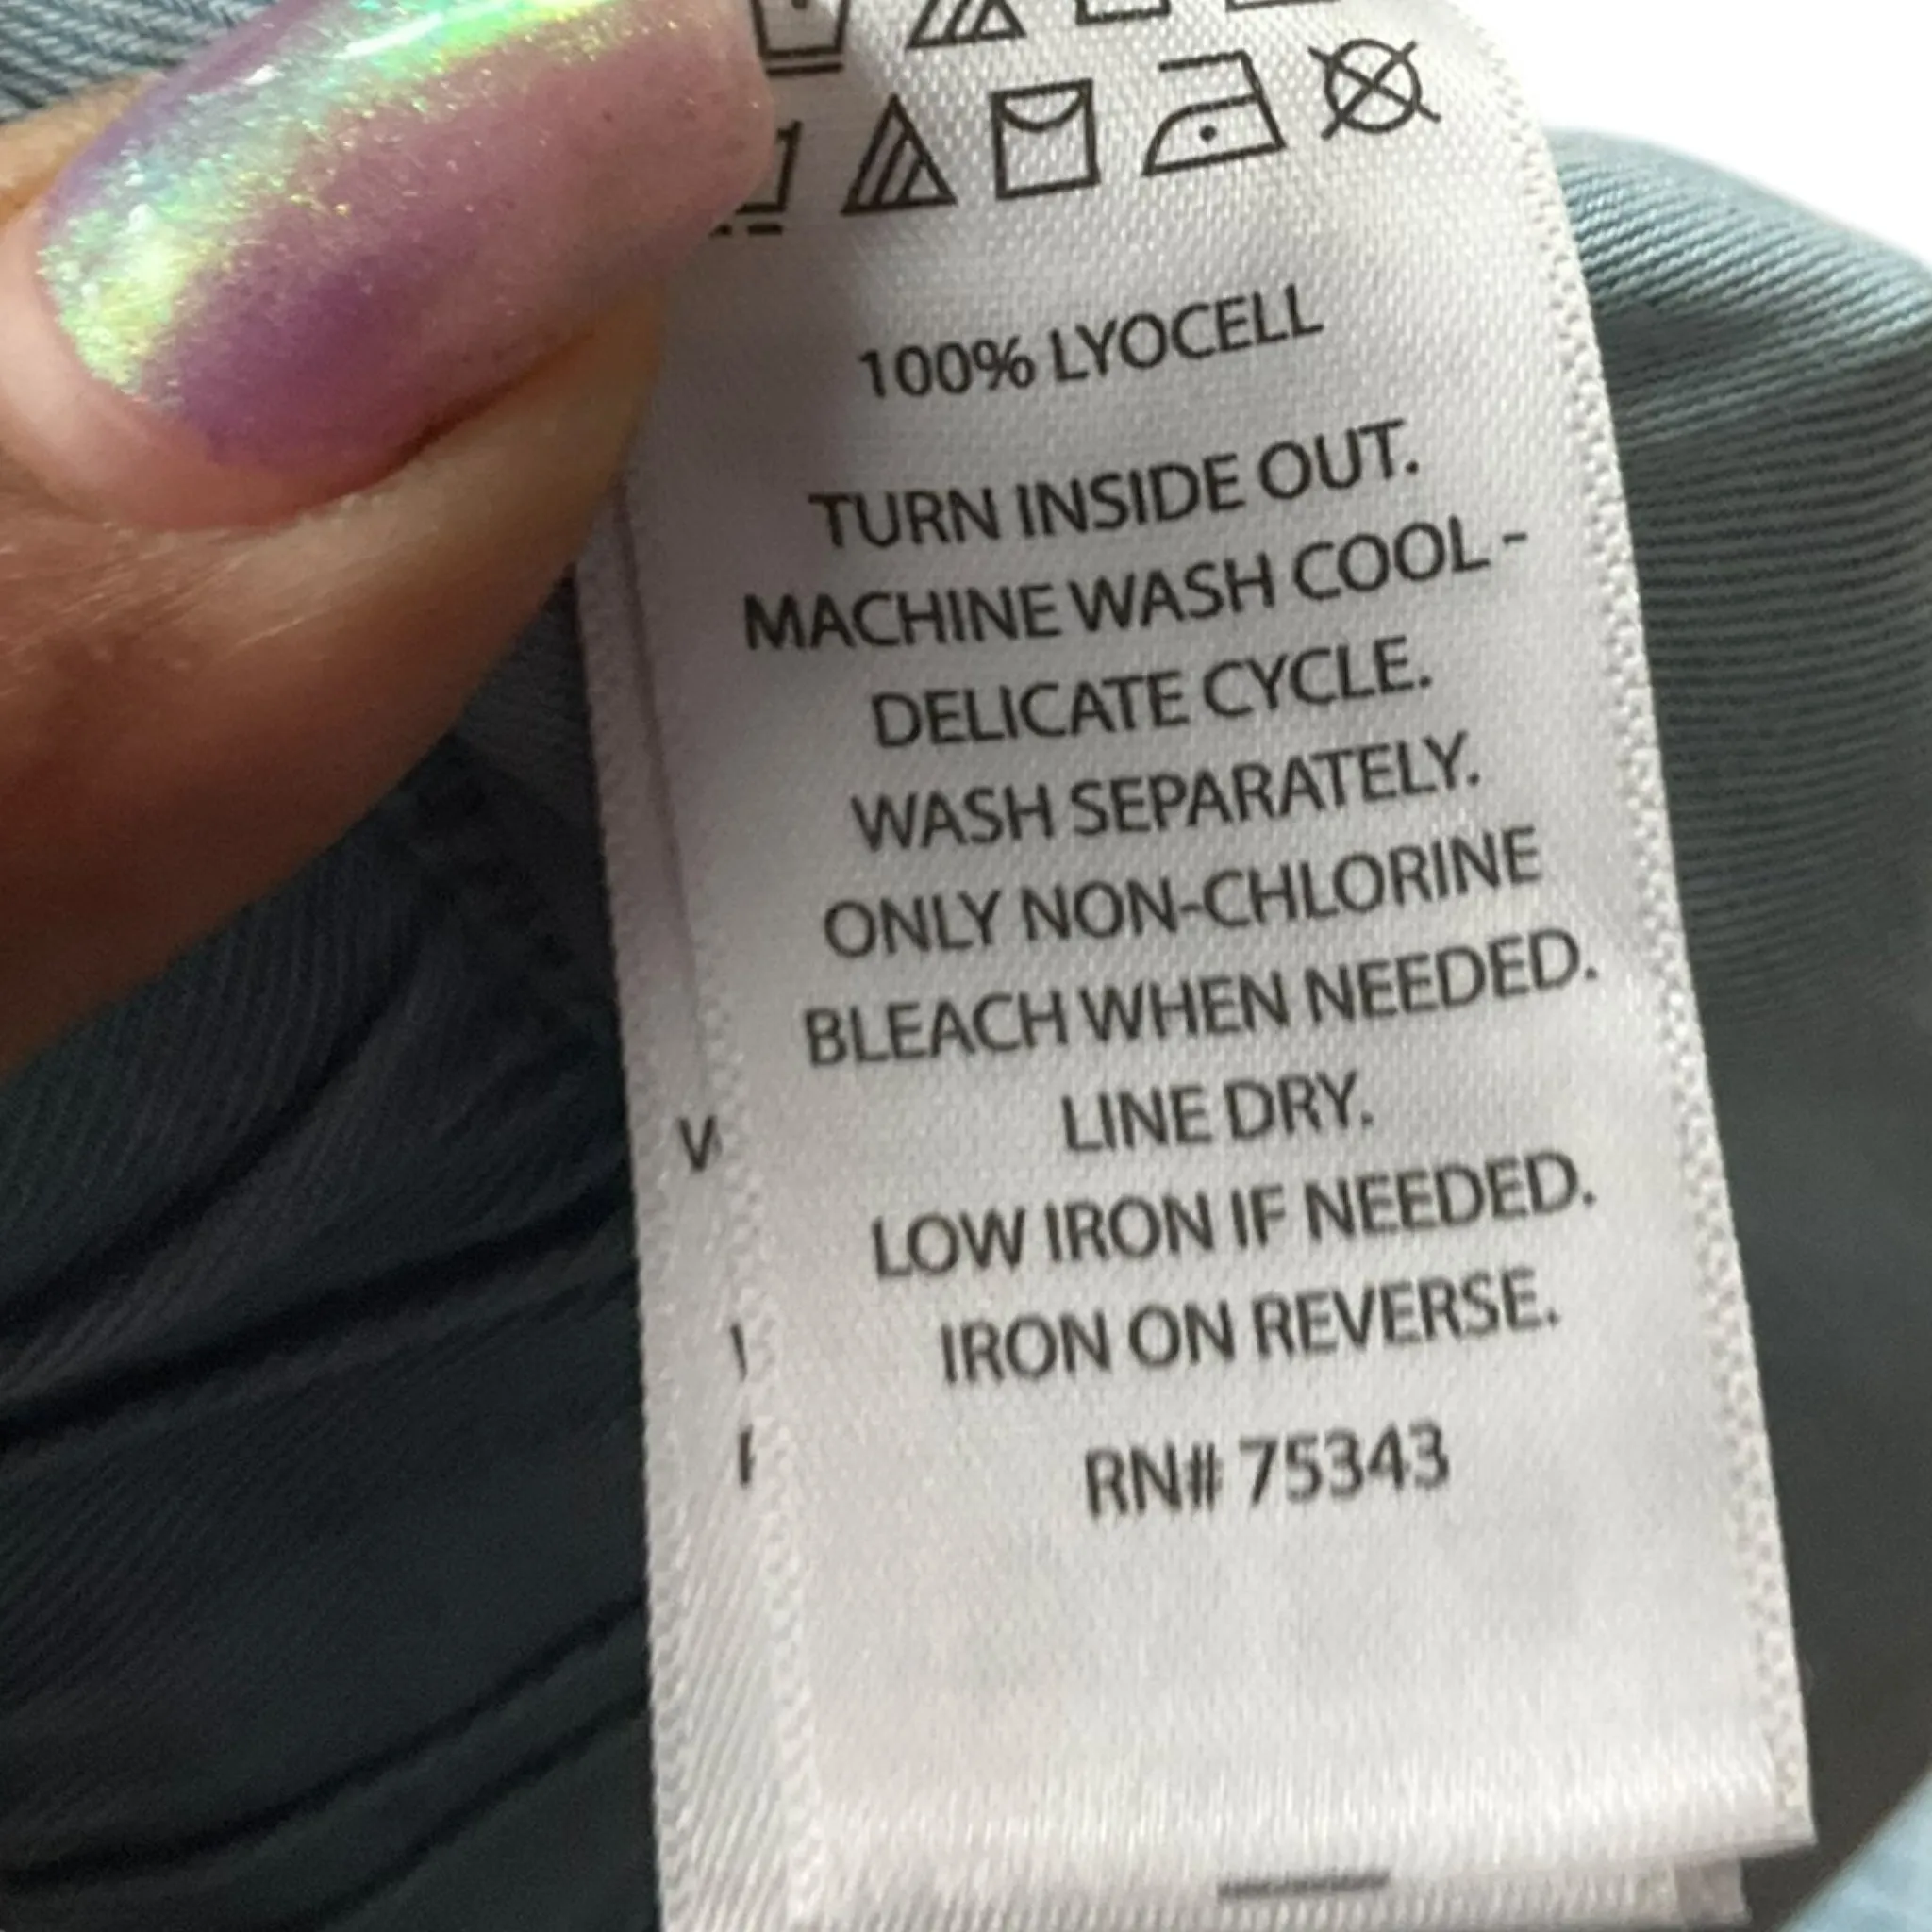 100% LYOCELL
TURN INSIDE OUT.
MACHINE WASH COOL -
DELICATE CYCLE.
WASH SEPARATELY.
ONLY NON-CHLORINE
BLEACH WHEN NEEDED.
LINE DRY.
LOW IRON IF NEEDED.
IRON ON REVERSE.
RN# 75343